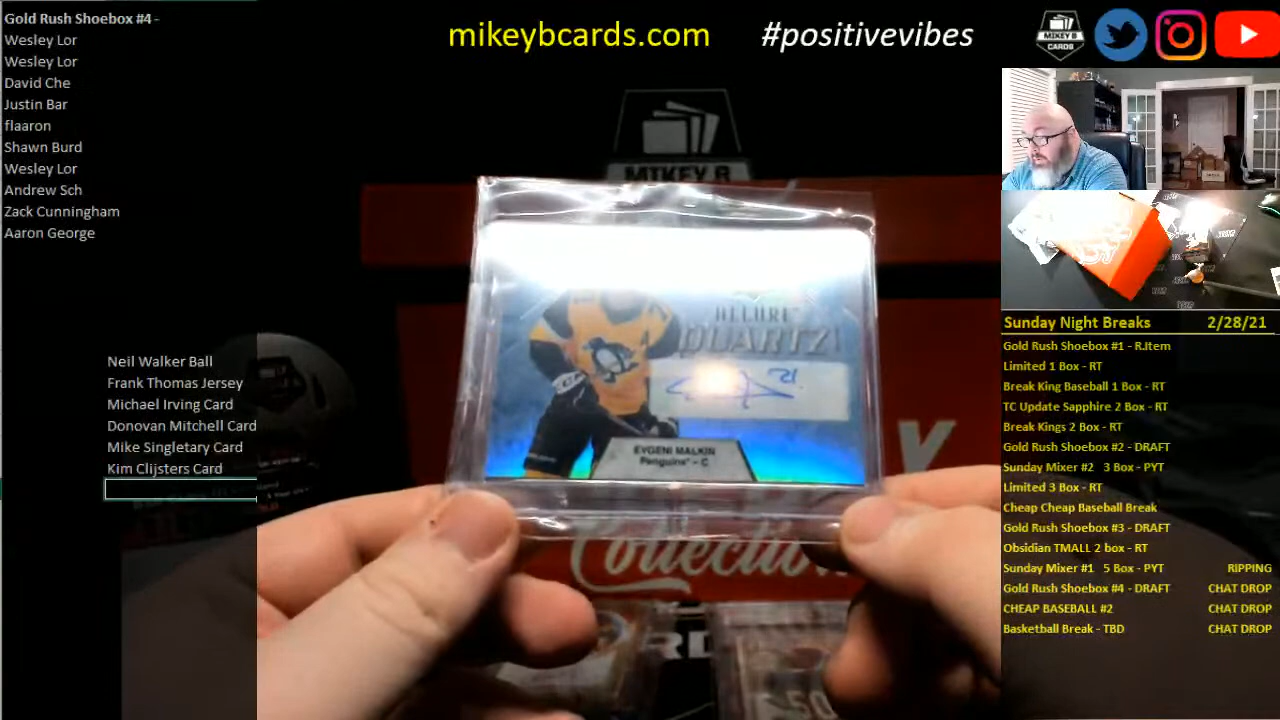 Gold Rush Shoebox #4 -
Wesley Lor
Wesley Lor
David Che
Justin Bar
flaaron
Shawn Burd
Wesley Lor
Andrew Sch
Zack Cunningham
Aaron George
Neil Walker Ball
Frank Thomas Jersey
Michael Irving Card
Donovan Mitchell Card
Mike Singletary Card
Kim Clijsters Card
mikeybcards.com
#positivevibes
MIKEY B
CARDS
MIKEY B
ALLURE
QUARTZ
EVGENI MALKIN
Penguins - C
Collection
Sunday Night Breaks 2/28/21
Gold Rush Shoebox #1 - R.Item
Limited 1 Box - RT
Break King Baseball 1 Box - RT
TC Update Sapphire 2 Box - RT
Break Kings 2 Box - RT
Gold Rush Shoebox #2 - DRAFT
Sunday Mixer #2 3 Box - PYT
Limited 3 Box - RT
Cheap Cheap Baseball Break
Gold Rush Shoebox #3 - DRAFT
Obsidian TMALL 2 box - RT
Sunday Mixer #1 5 Box - PYT RIPPING
Gold Rush Shoebox #4 - DRAFT CHAT DROP
CHEAP BASEBALL #2 CHAT DROP
Basketball Break - TBD CHAT DROP